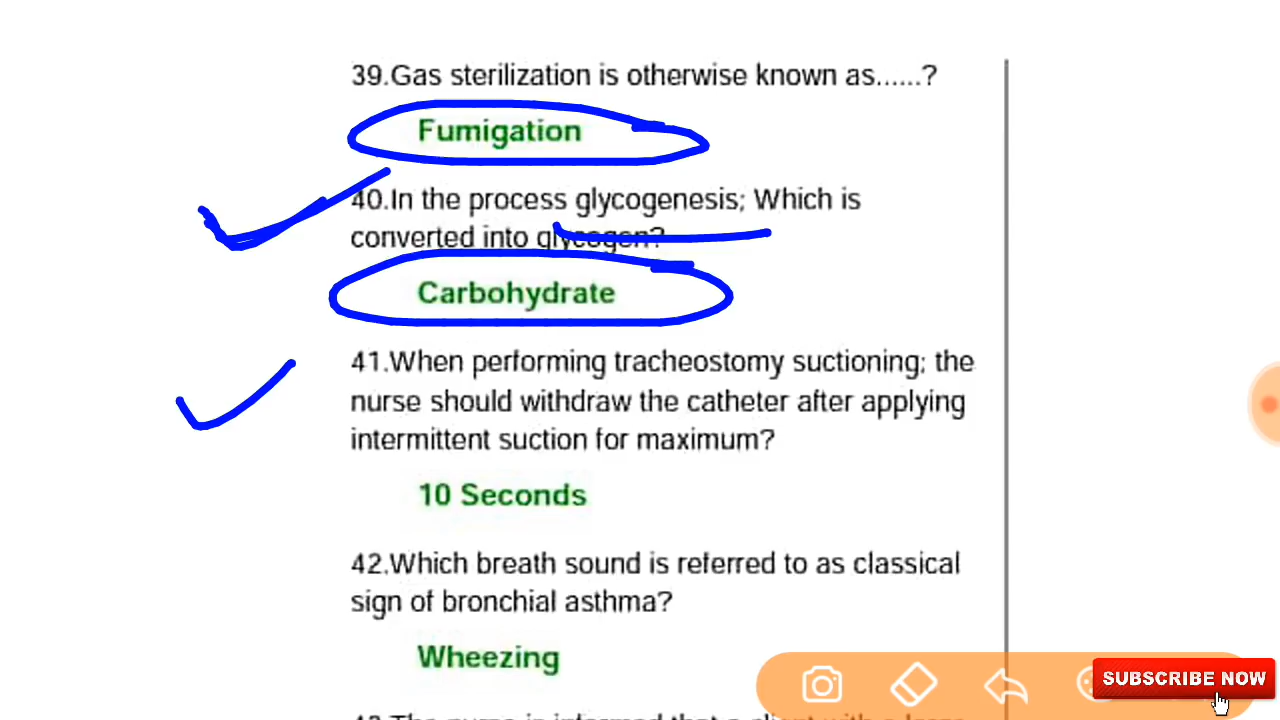 39.Gas sterilization is otherwise known as......?
Fumigation
40.In the process glycogenesis; Which is
converted into glycogen?
Carbohydrate
41.When performing tracheostomy suctioning; the
nurse should withdraw the catheter after applying
intermittent suction for maximum?
10 Seconds
42.Which breath sound is referred to as classical
sign of bronchial asthma?
Wheezing
SUBSCRIBE NOW